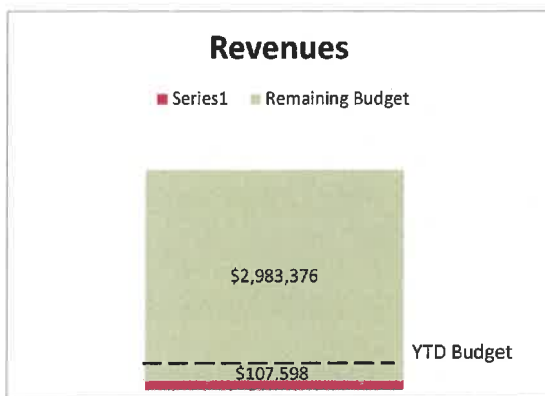 Revenues
Series1 Remaining Budget
$2,983,376
YTD Budget
$107,598